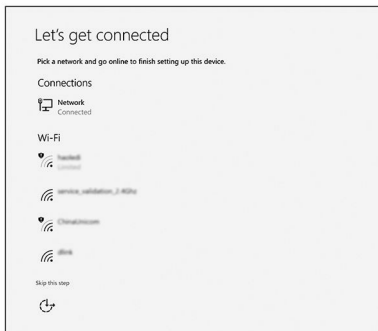 Let's get connected
Pick a network and go online to finish setting up this device.
Connections
Network
Connected
Wi-Fi
Limited
service_validation_2.4Ghz
ChinaUnicom
dlink
Skip this step